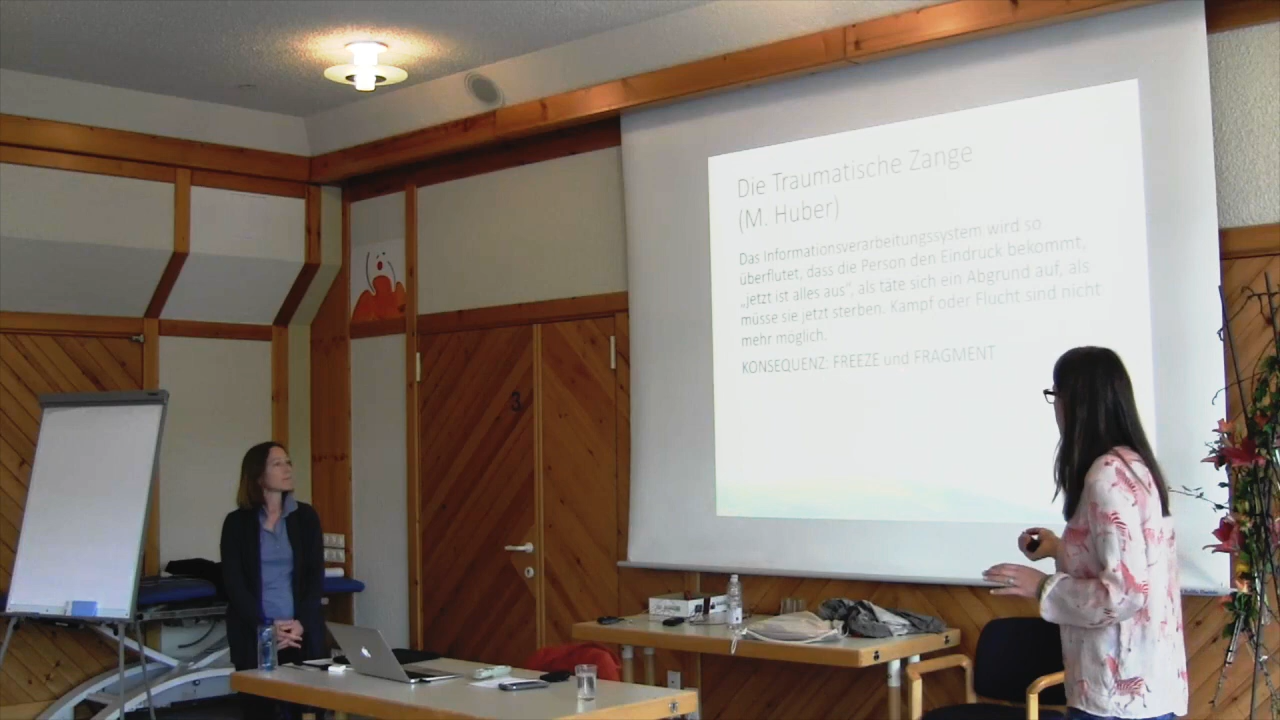 Die Traumatische Zange
(M. Huber)
Das Informationsverarbeitungssystem wird so
überflutet, dass die Person den Eindruck bekommt,
„jetzt ist alles aus", als täte sich ein Abgrund auf, als
müsse sie jetzt sterben. Kampf oder Flucht sind nicht
mehr möglich.
KONSEQUENZ: FREEZE und FRAGMENT
3